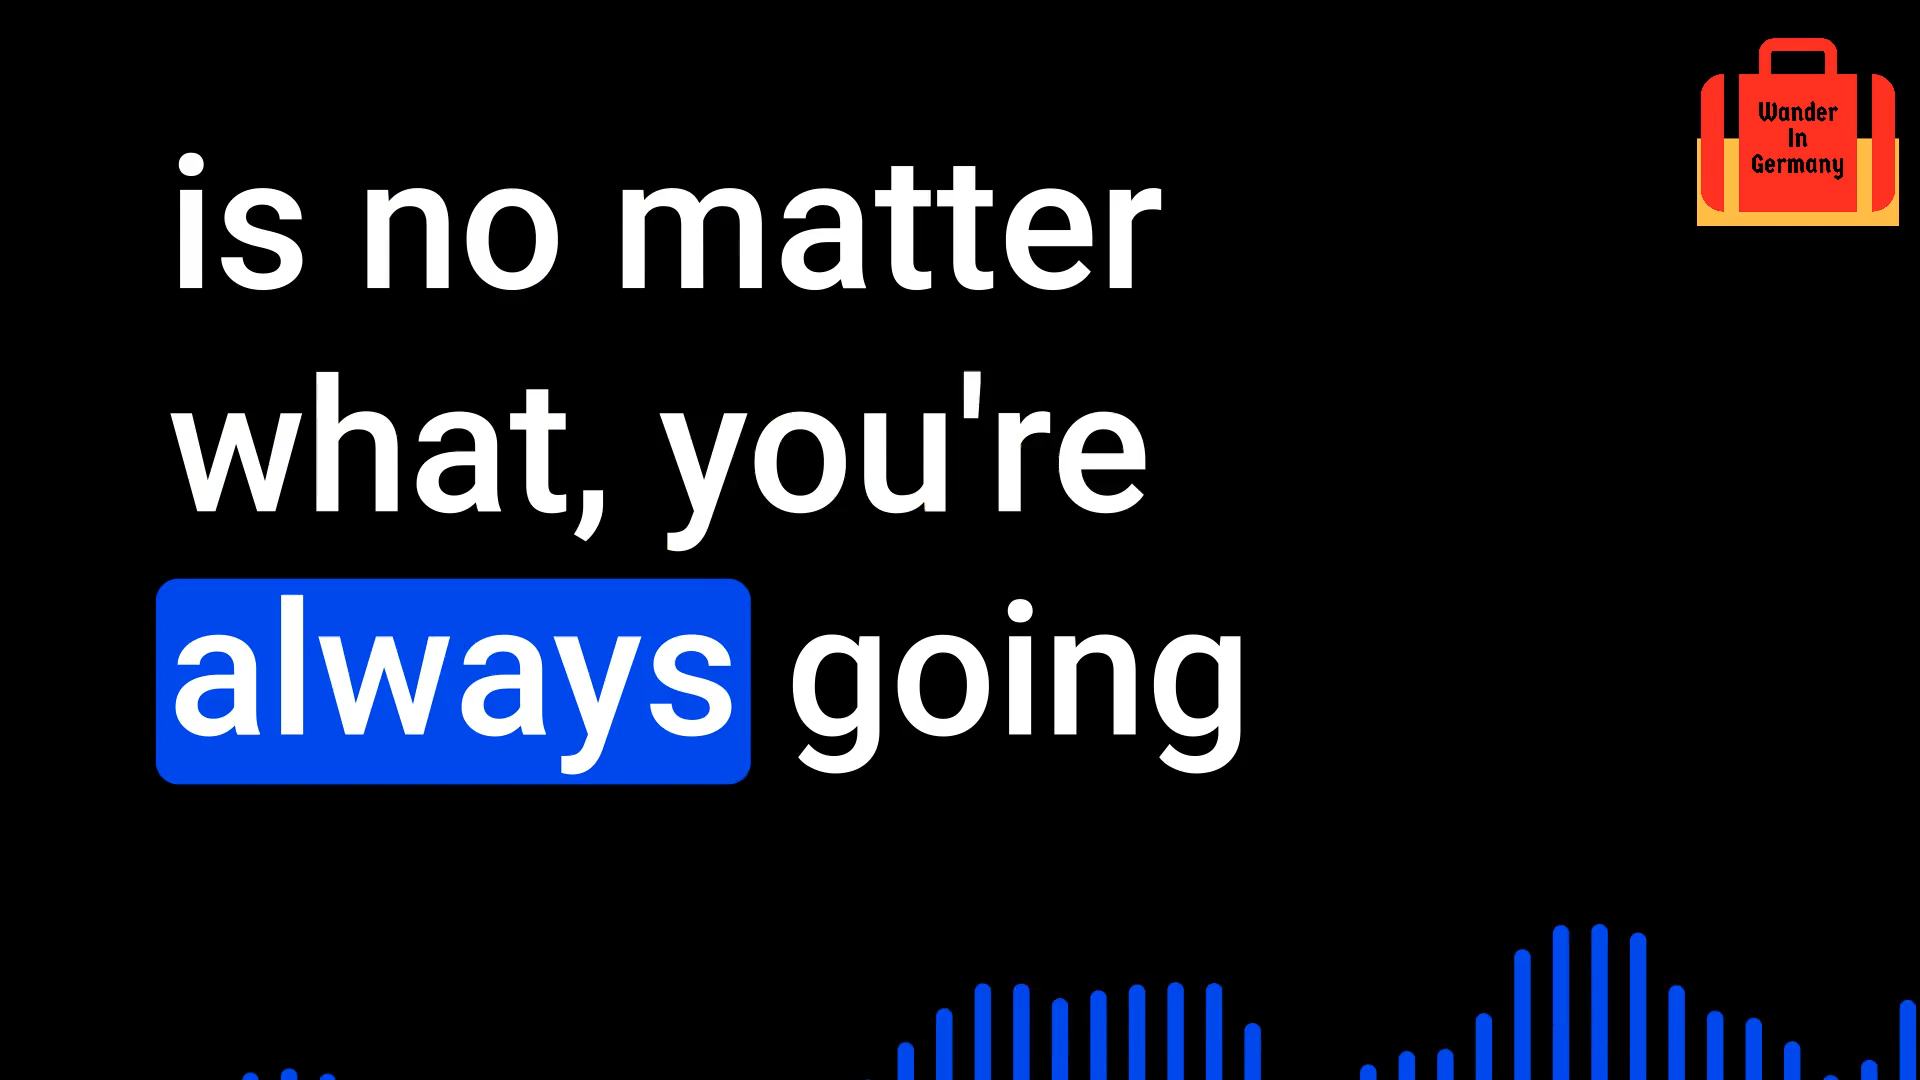 is no matter
what, you're
always going
Wander
In
Germany